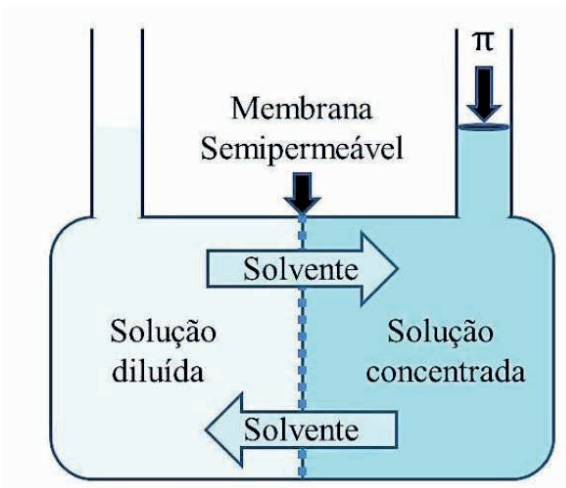 π
Membrana
Semipermeável
Solvente
Solução
diluída
Solução
concentrada
Solvente